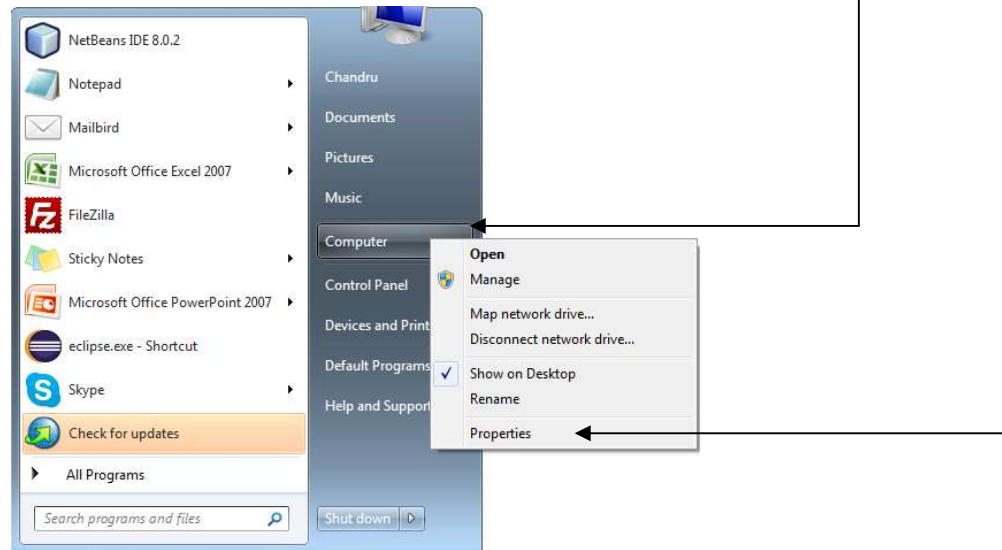 NetBeans IDE 8.0.2
Notepad
Mailbird
Microsoft Office Excel 2007
FileZilla
Sticky Notes
Microsoft Office PowerPoint 2007
eclipse.exe - Shortcut
Skype
Check for updates
All Programs
Search programs and files
Chandru
Documents
Pictures
Music
Computer
Control Panel
Devices and Print
Default Programs
Help and Support
Shut down
Open
Manage
Map network drive...
Disconnect network drive...
Show on Desktop
Rename
Properties